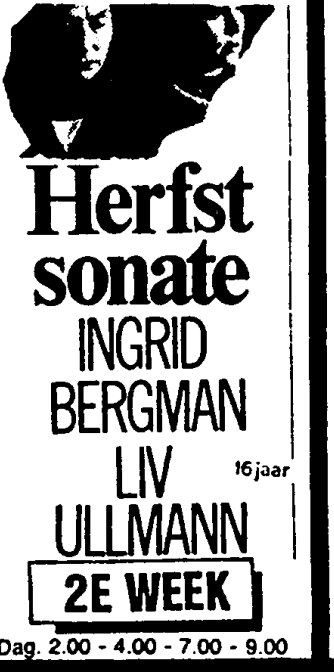 Herfst
sonate
INGRID
BERGMAN
LIV
16 jaar
ULLMANN
2E WEEK
Dag. 2.00 - 4.00 - 7.00 - 9.00